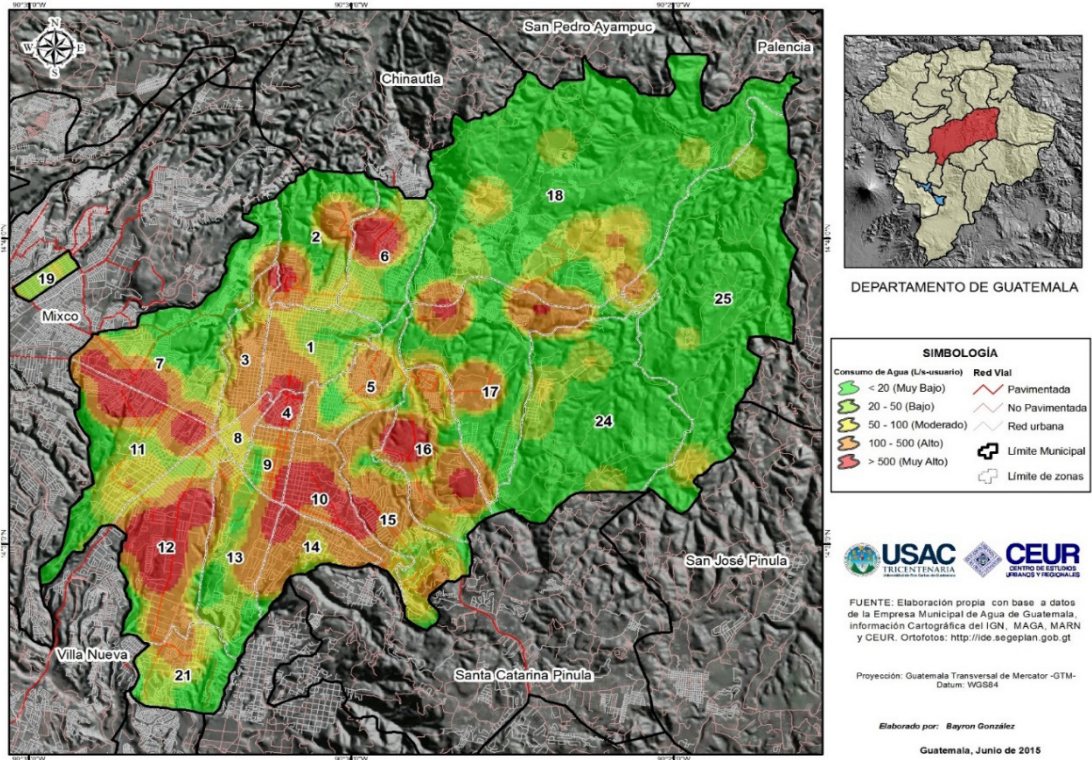 San Pedro Ayampuc
Palencia
Chinautla
N
W E
S
18
2
6
19
Mixco
25
1
7
3
5
17
4
24
8
16
11
9
10
15
12
14
13
San José Pinula
Villa Nueva
21
Santa Catarina Pinula
DEPARTAMENTO DE GUATEMALA
SIMBOLOGÍA
Consumo de Agua (L/s-usuario)
< 20 (Muy Bajo)
20 - 50 (Bajo)
50 - 100 (Moderado)
100 - 500 (Alto)
> 500 (Muy Alto)
Red Vial
Pavimentada
No Pavimentada
Red urbana
Límite Municipal
Límite de zonas
USAC
TRICENTENARIA
Universidad de San Carlos de Guatemala
CEUR
CENTRO DE ESTUDIOS
URBANOS Y REGIONALES
FUENTE: Elaboración propia con base a datos
de la Empresa Municipal de Agua de Guatemala,
información Cartográfica del IGN, MAGA, MARN
y CEUR. Ortofotos: http://ide.segeplan.gob.gt
Proyección: Guatemala Transversal de Mercator -GTM-
Datum: WGS84
Elaborado por: Bayron González
Guatemala, Junio de 2015